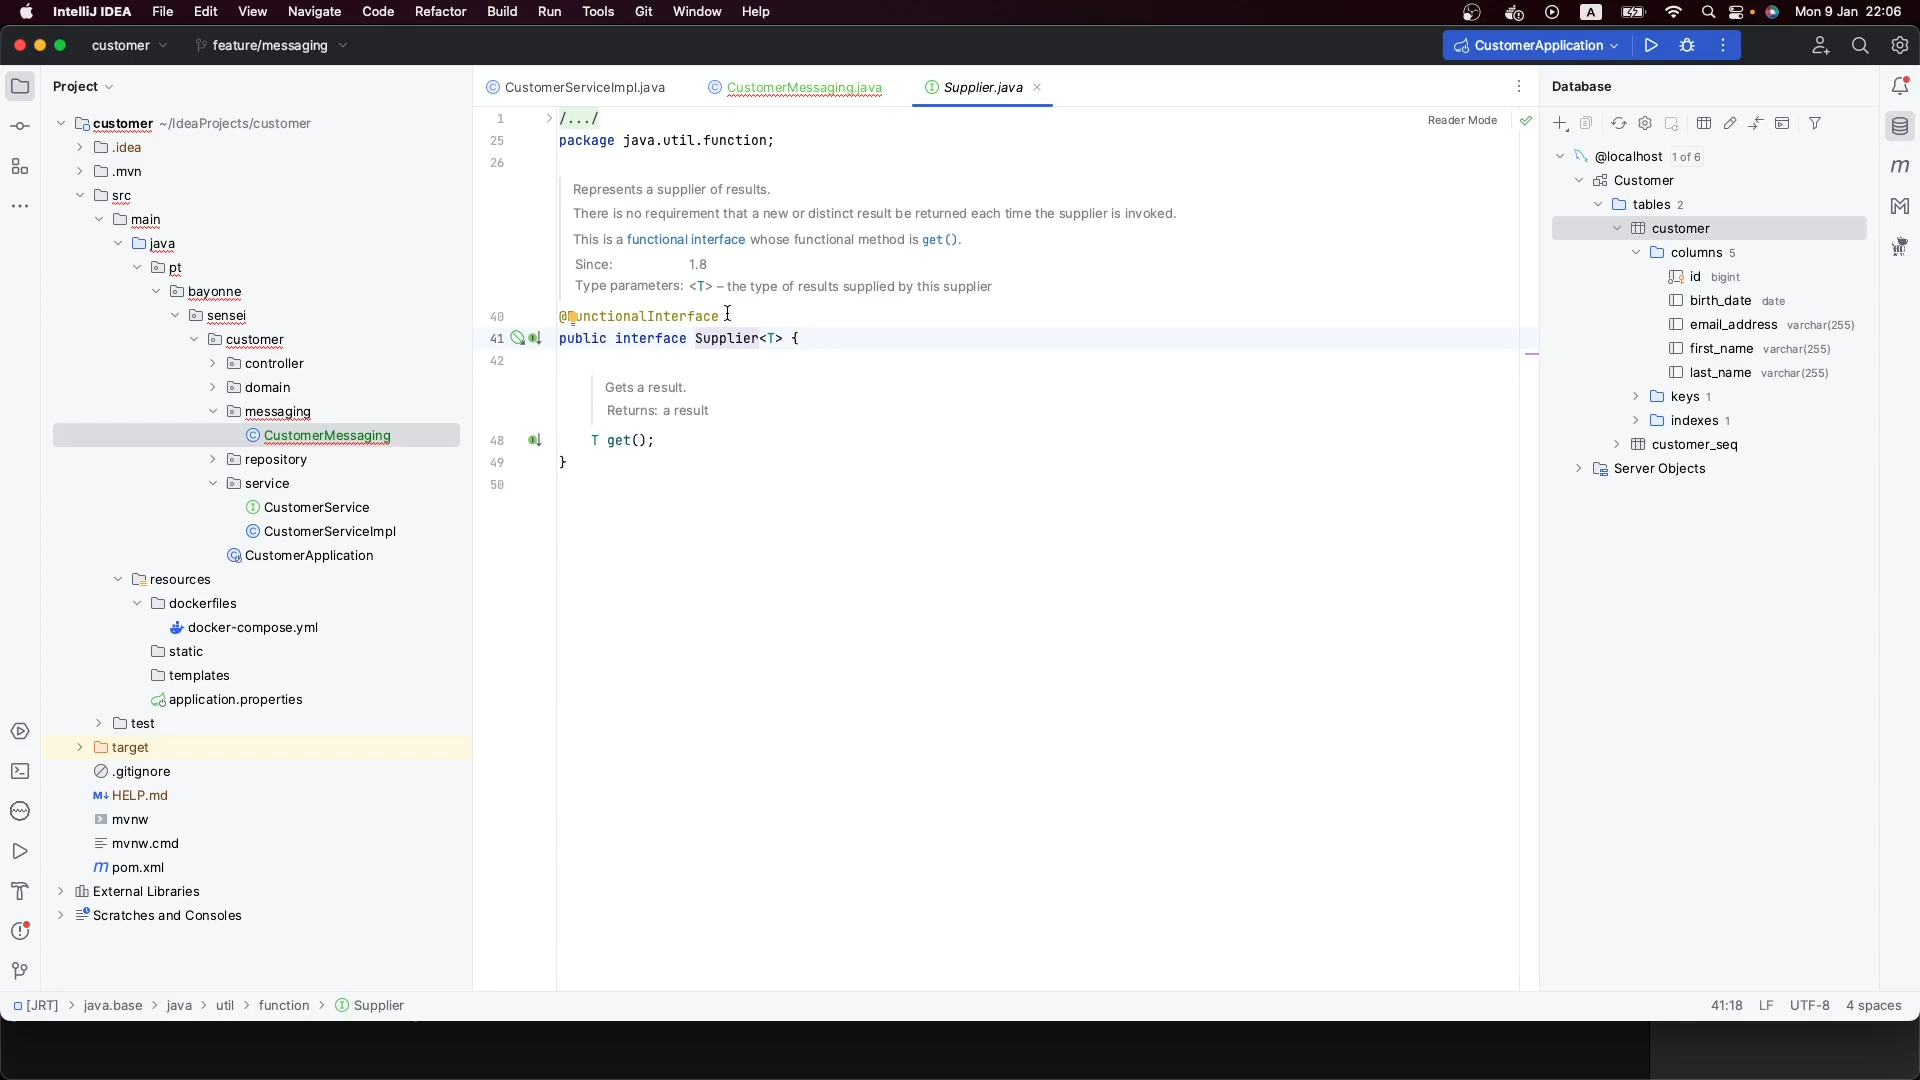 IntelliJ IDEA File Edit View Navigate Code Refactor Build Run Tools Git Window Help A Mon 9 Jan 22:06
customer feature/messaging CustomerApplication
Project
customer ~/IdeaProjects/customer
.idea
.mvn
src
main
java
pt
bayonne
sensei
customer
controller
domain
messaging
CustomerMessaging
repository
service
CustomerService
CustomerServiceImpl
CustomerApplication
resources
dockerfiles
docker-compose.yml
static
templates
application.properties
test
target
.gitignore
HELP.md
mvnw
mvnw.cmd
pom.xml
External Libraries
Scratches and Consoles
CustomerServiceImpl.java CustomerMessaging.java Supplier.java
Reader Mode
1 /.../
25 package java.util.function;
26
Represents a supplier of results.
There is no requirement that a new or distinct result be returned each time the supplier is invoked.
This is a functional interface whose functional method is get().
Since: 1.8
Type parameters: <T> – the type of results supplied by this supplier
40 @FunctionalInterface
41 public interface Supplier<T> {
42
Gets a result.
Returns: a result
48 T get();
49 }
50
Database
@localhost 1 of 6
Customer
tables 2
customer
columns 5
id bigint
birth_date date
email_address varchar(255)
first_name varchar(255)
last_name varchar(255)
keys 1
indexes 1
customer_seq
Server Objects
[JRT] > java.base > java > util > function > Supplier 41:18 LF UTF-8 4 spaces